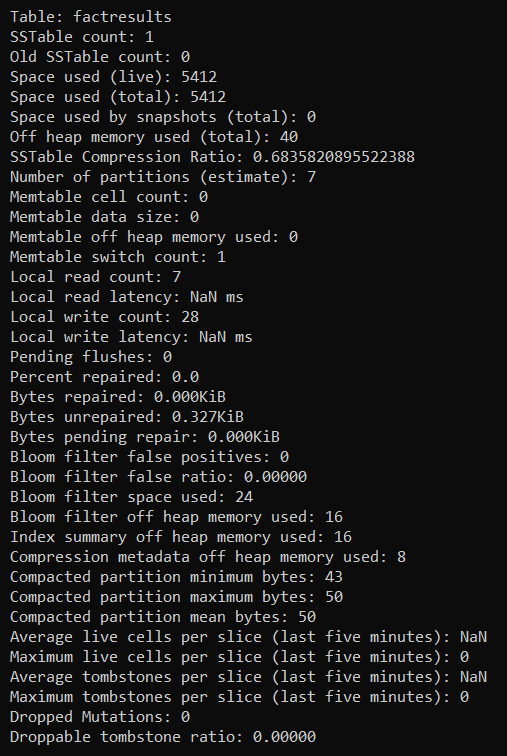 Table: factresults
SSTable count: 1
Old SSTable count: 0
Space used (live): 5412
Space used (total): 5412
Space used by snapshots (total): 0
Off heap memory used (total): 40
SSTable Compression Ratio: 0.6835820895522388
Number of partitions (estimate): 7
Memtable cell count: 0
Memtable data size: 0
Memtable off heap memory used: 0
Memtable switch count: 1
Local read count: 7
Local read latency: NaN ms
Local write count: 28
Local write latency: NaN ms
Pending flushes: 0
Percent repaired: 0.0
Bytes repaired: 0.000KiB
Bytes unrepaired: 0.327KiB
Bytes pending repair: 0.000KiB
Bloom filter false positives: 0
Bloom filter false ratio: 0.00000
Bloom filter space used: 24
Bloom filter off heap memory used: 16
Index summary off heap memory used: 16
Compression metadata off heap memory used: 8
Compacted partition minimum bytes: 43
Compacted partition maximum bytes: 50
Compacted partition mean bytes: 50
Average live cells per slice (last five minutes): NaN
Maximum live cells per slice (last five minutes): 0
Average tombstones per slice (last five minutes): NaN
Maximum tombstones per slice (last five minutes): 0
Dropped Mutations: 0
Droppable tombstone ratio: 0.00000